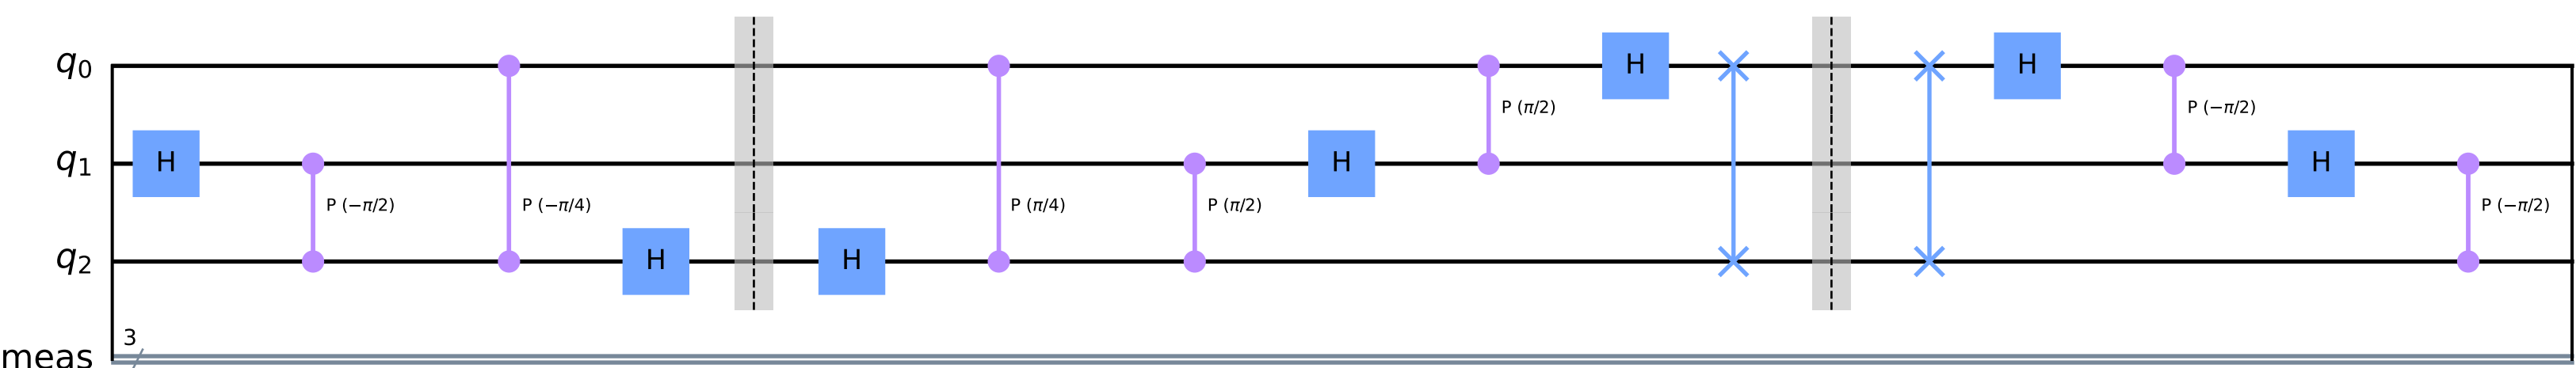 q0 H H
P (π/2)
P (−π/2)
q1 H H H
P (−π/2) P (−π/4) P (π/4) P (π/2) P (−π/2)
q2 H H
3
meas